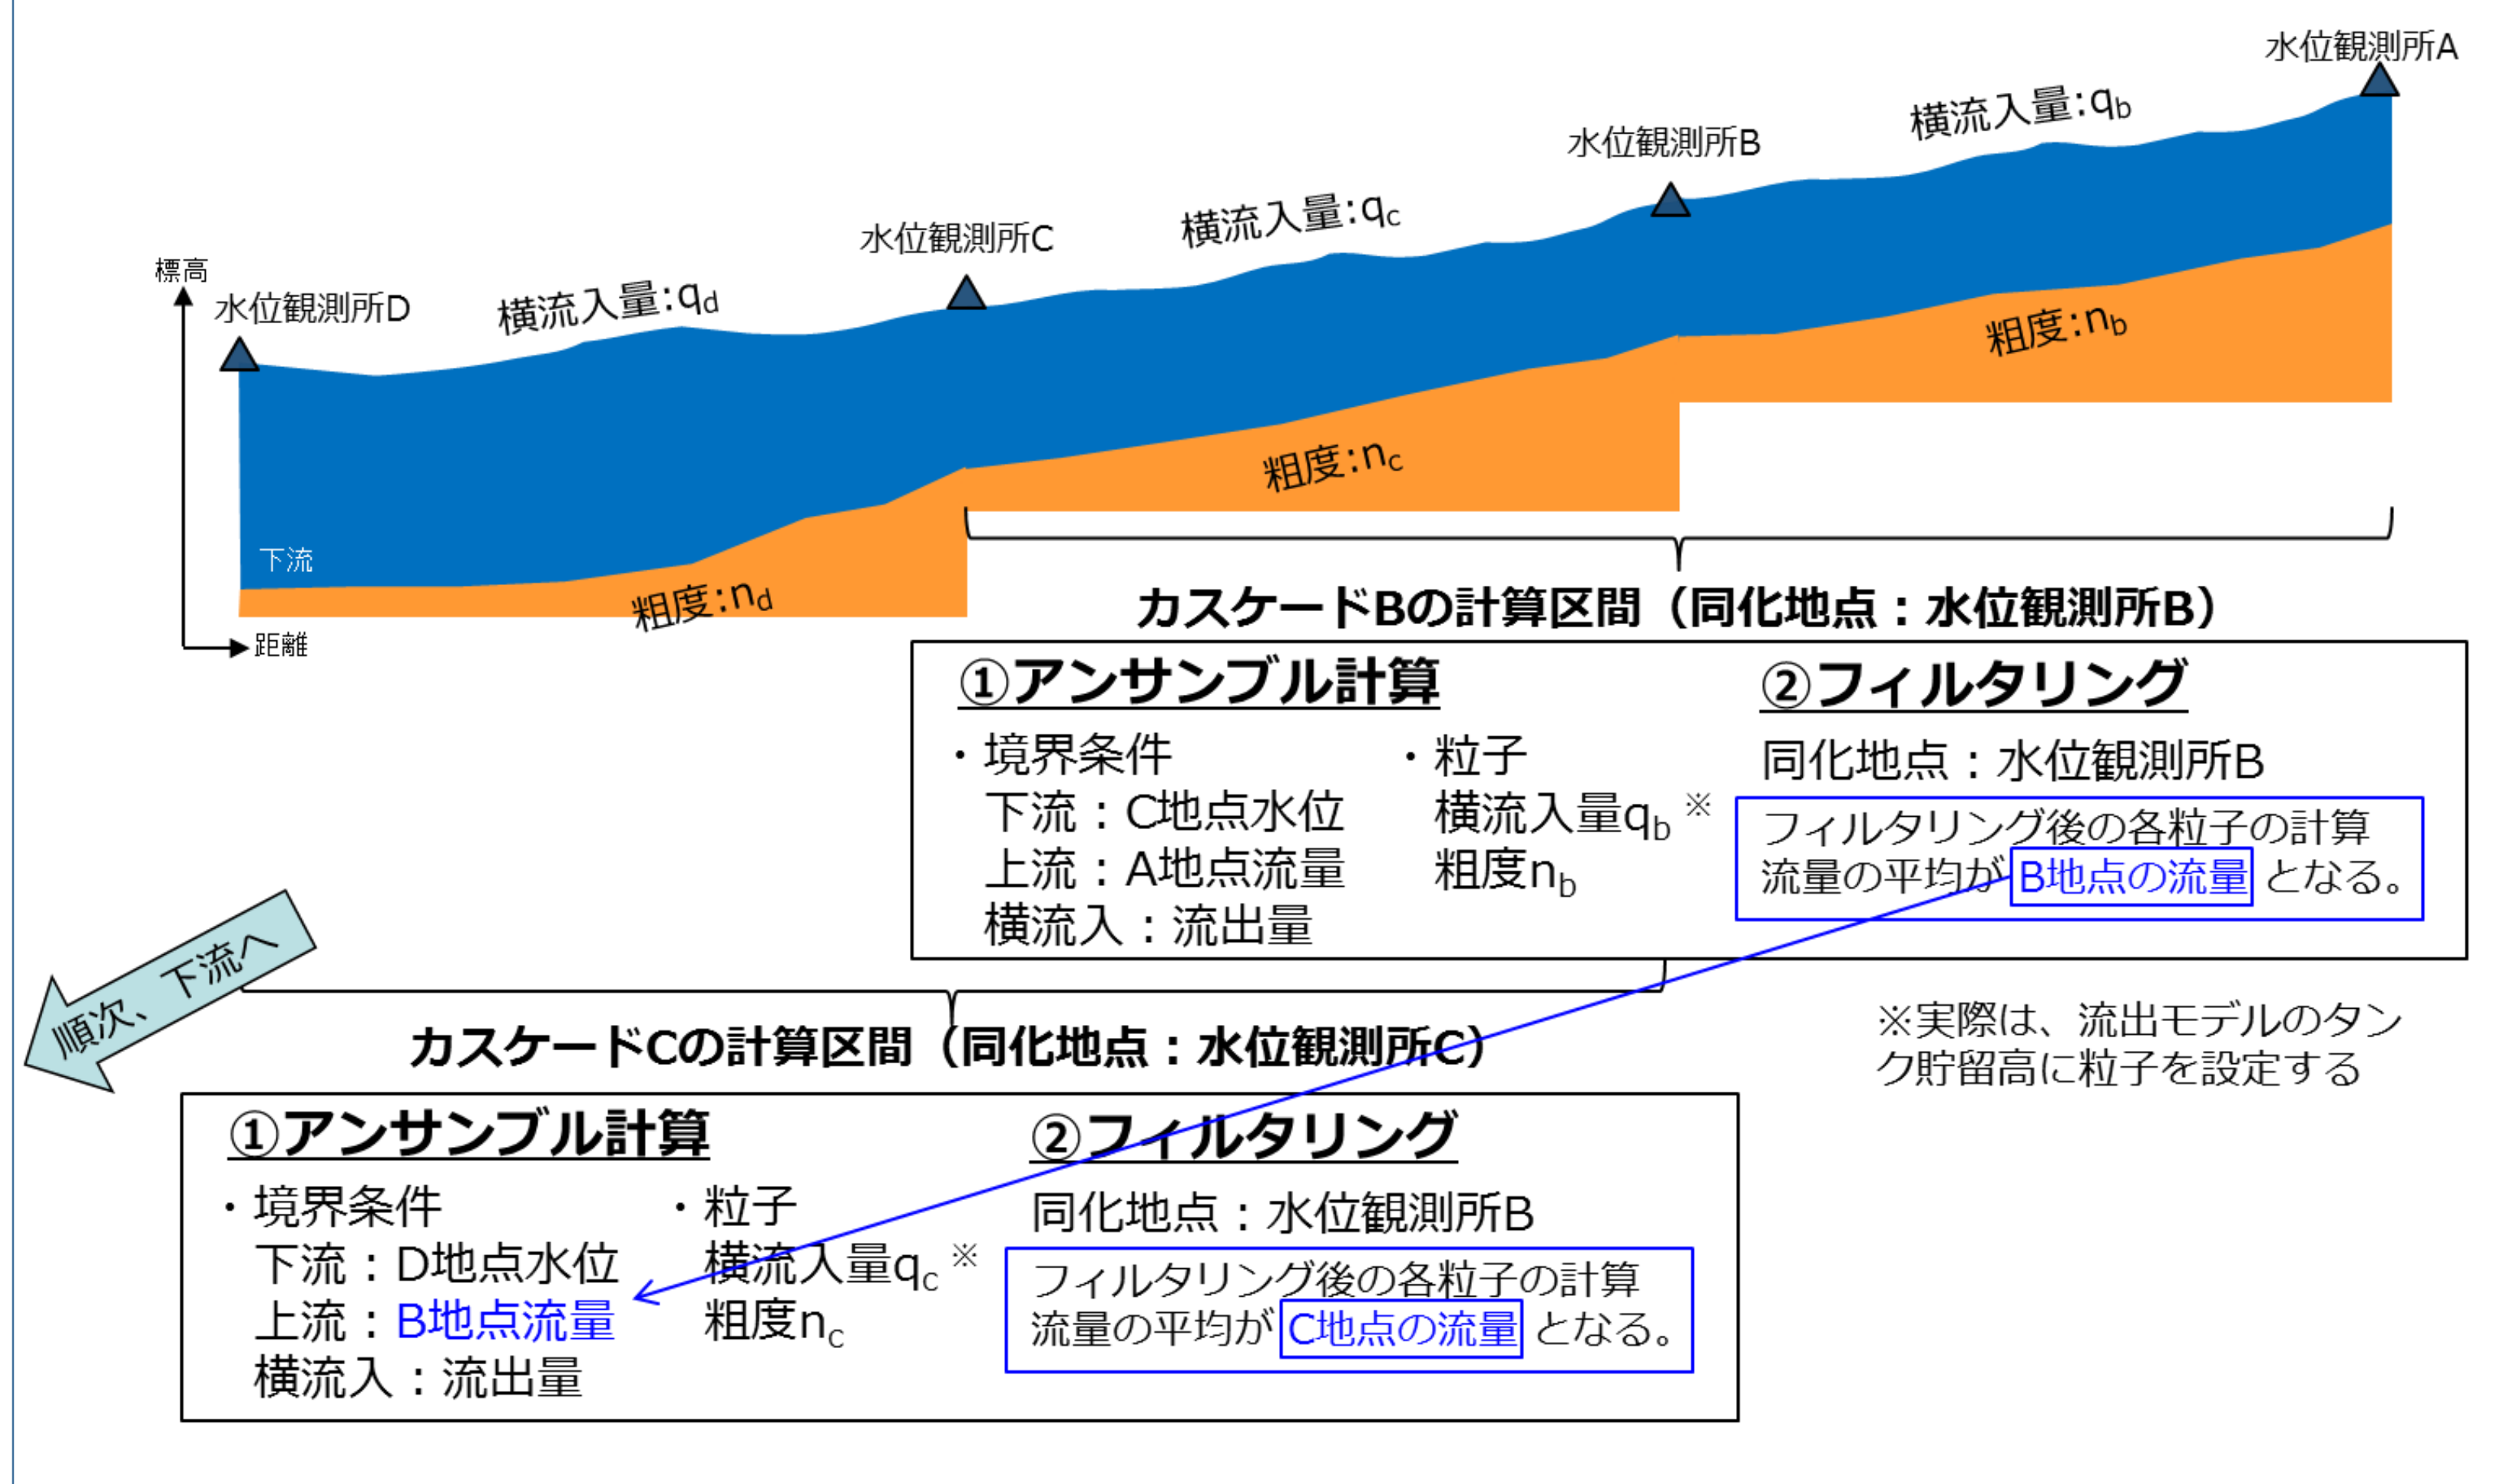 水位観測所A
横流入量:qb
水位観測所B
横流入量:qc
水位観測所C
標高
水位観測所D
横流入量:qd
粗度:nb
粗度:nc
下流
粗度:nd
距離
カスケードBの計算区間（同化地点：水位観測所B）
①アンサンブル計算
・境界条件
下流：C地点水位
上流：A地点流量
横流入：流出量
・粒子
横流入量qb※
粗度nb
②フィルタリング
同化地点：水位観測所B
フィルタリング後の各粒子の計算
流量の平均がB地点の流量となる。
順次、下流へ
※実際は、流出モデルのタン
ク貯留高に粒子を設定する
カスケードCの計算区間（同化地点：水位観測所C）
①アンサンブル計算
・境界条件
下流：D地点水位
上流：B地点流量
横流入：流出量
・粒子
横流入量qc※
粗度nc
②フィルタリング
同化地点：水位観測所B
フィルタリング後の各粒子の計算
流量の平均がC地点の流量となる。